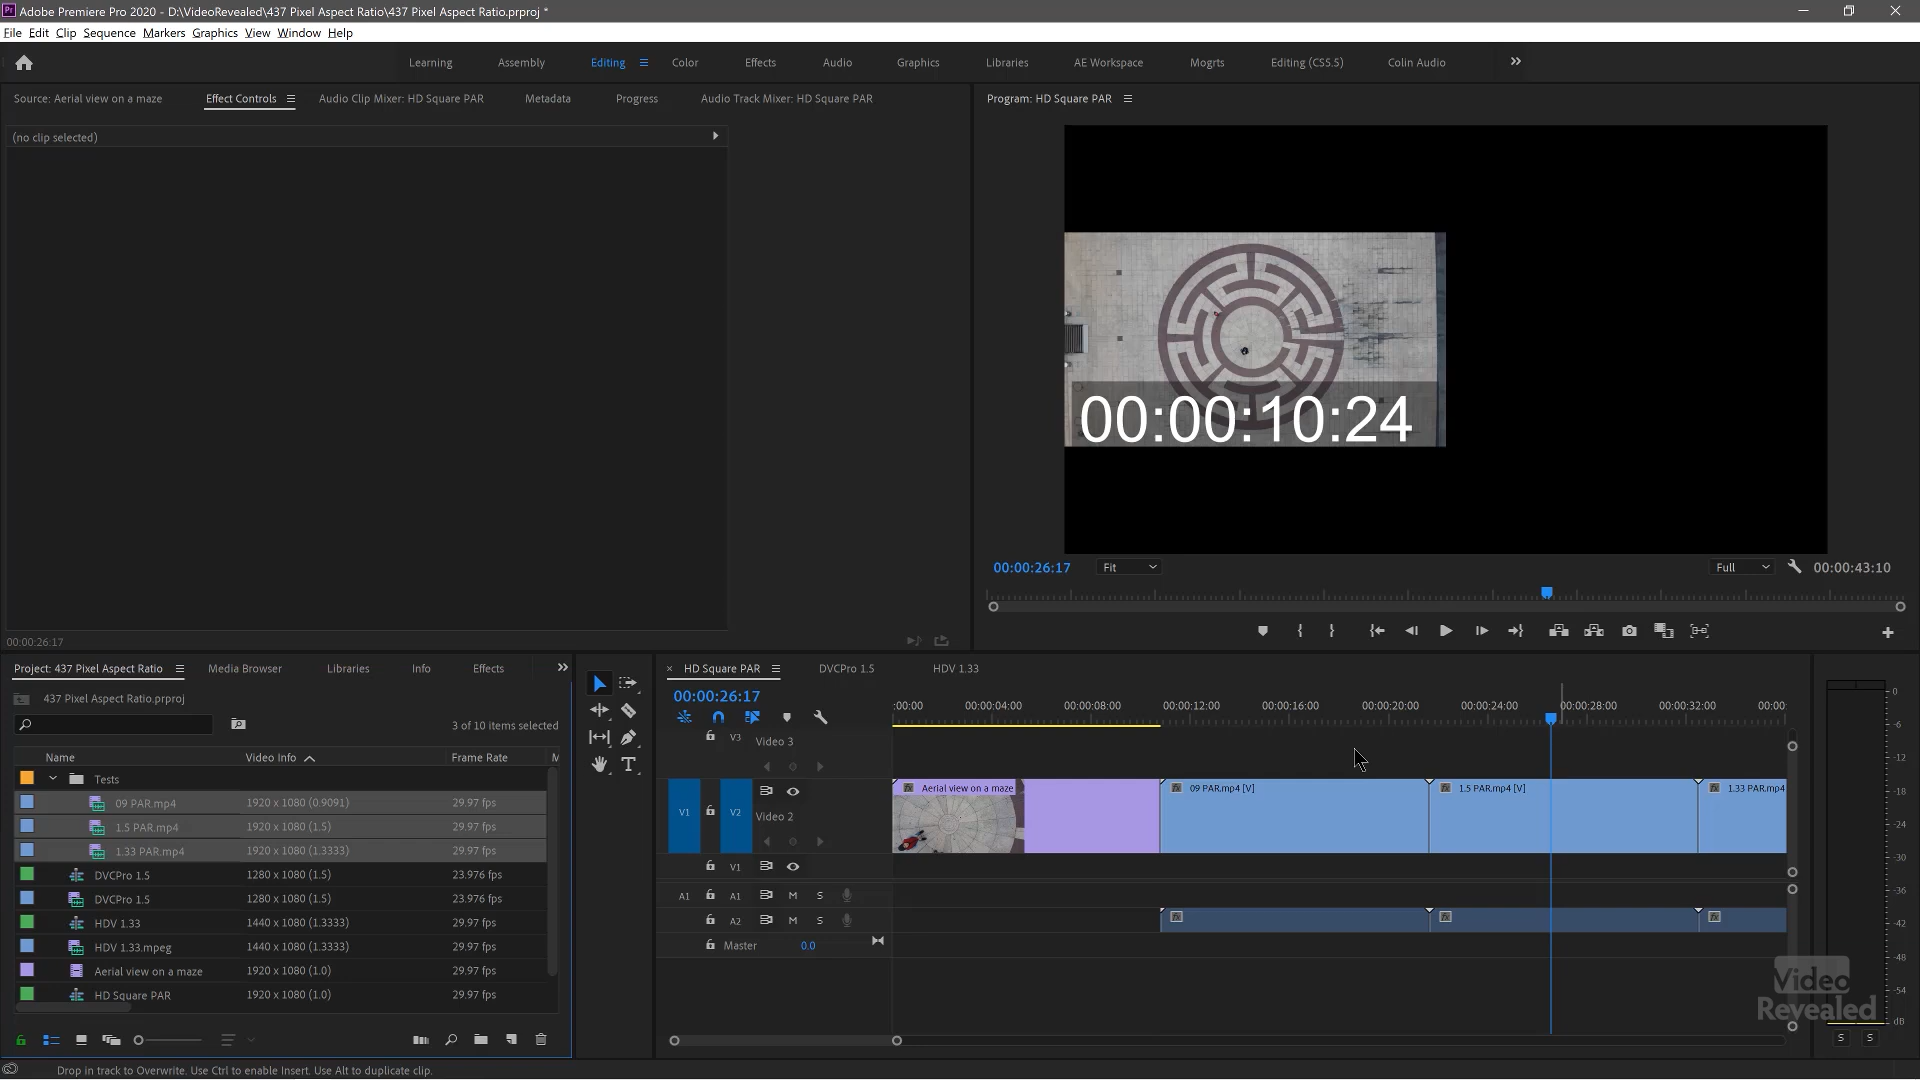 Adobe Premiere Pro 2020 - D:\VideoRevealed\437 Pixel Aspect Ratio\437 Pixel Aspect Ratio.prproj *
File Edit Clip Sequence Markers Graphics View Window Help
Learning Assembly Editing Color Effects Audio Graphics Libraries AE Workspace Mogrts Editing (CS5.5) Colin Audio
Source: Aerial view on a maze Effect Controls Audio Clip Mixer: HD Square PAR Metadata Progress Audio Track Mixer: HD Square PAR
(no clip selected)
00:00:26:17
Program: HD Square PAR
00:00:10:24
00:00:26:17 Fit Full 00:00:43:10
Project: 437 Pixel Aspect Ratio Media Browser Libraries Info Effects
437 Pixel Aspect Ratio.prproj
3 of 10 items selected
Name Video Info Frame Rate M
Tests
09 PAR.mp4 1920 x 1080 (0.9091) 29.97 fps
1.5 PAR.mp4 1920 x 1080 (1.5) 29.97 fps
1.33 PAR.mp4 1920 x 1080 (1.3333) 29.97 fps
DVCPro 1.5 1280 x 1080 (1.5) 23.976 fps
DVCPro 1.5 1280 x 1080 (1.5) 23.976 fps
HDV 1.33 1440 x 1080 (1.3333) 29.97 fps
HDV 1.33.mpeg 1440 x 1080 (1.3333) 29.97 fps
Aerial view on a maze 1920 x 1080 (1.0) 29.97 fps
HD Square PAR 1920 x 1080 (1.0) 29.97 fps
HD Square PAR DVCPro 1.5 HDV 1.33
00:00:26:17
:00:00 00:00:04:00 00:00:08:00 00:00:12:00 00:00:16:00 00:00:20:00 00:00:24:00 00:00:28:00 00:00:32:00 00:00:
V3 Video 3
Aerial view on a maze 09 PAR.mp4 [V] 1.5 PAR.mp4 [V] 1.33 PAR.mp4
V1 V2 Video 2
V1
A1 A1 M S
A2 M S
Master 0.0
0
-6
-12
-18
-24
-30
-36
-42
-48
-54
dB
S S
Video
Revealed
Drop in track to Overwrite. Use Ctrl to enable Insert. Use Alt to duplicate clip.